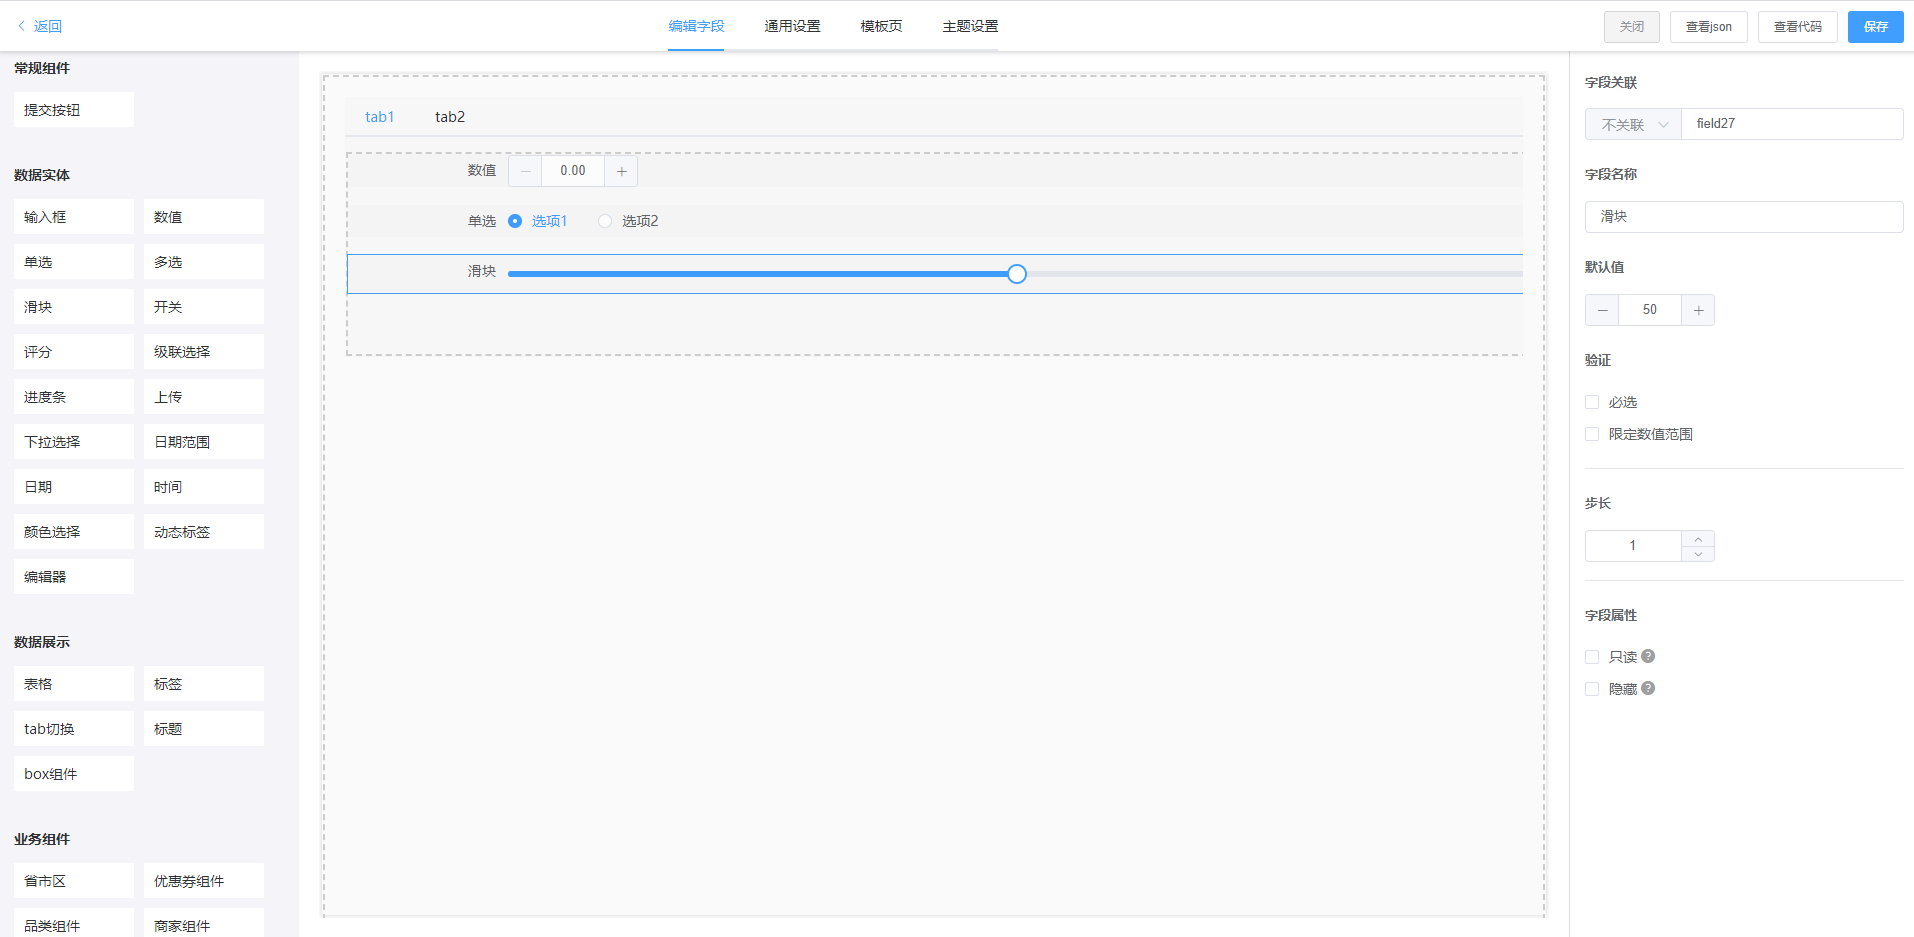 返回
编辑字段 通用设置 模板页 主题设置
关闭 查看json 查看代码 保存
常规组件
提交按钮
数据实体
输入框 数值
单选 多选
滑块 开关
评分 级联选择
进度条 上传
下拉选择 日期范围
日期 时间
颜色选择 动态标签
编辑器
数据展示
表格 标签
tab切换 标题
box组件
业务组件
省市区 优惠券组件
品类组件 商家组件
tab1 tab2
数值 0.00
单选 选项1 选项2
滑块
字段关联
不关联 field27
字段名称
滑块
默认值
50
验证
必选
限定数值范围
步长
1
字段属性
只读 ?
隐藏 ?